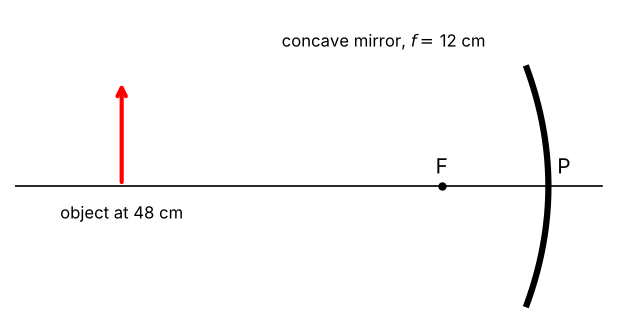 concave mirror, f = 12 cm
F
P
object at 48 cm